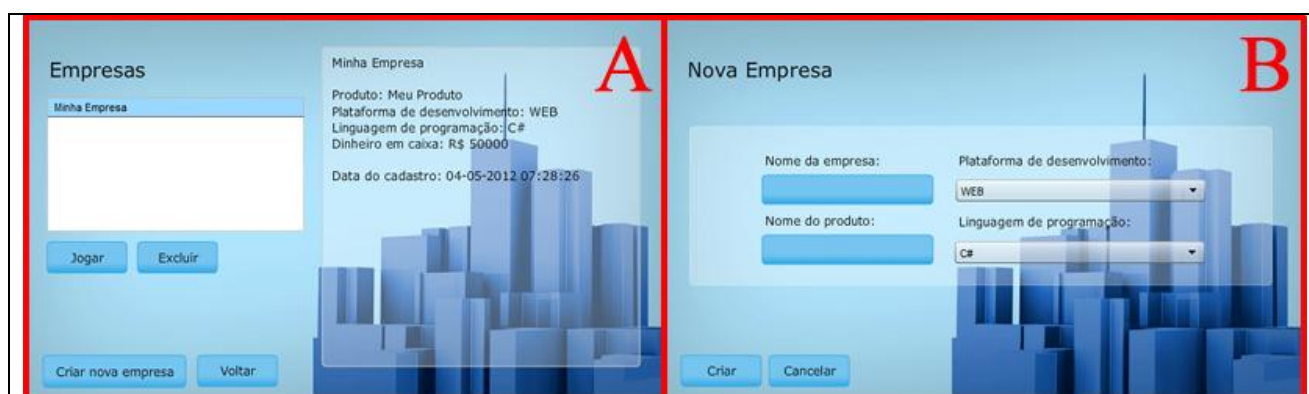 A
Empresas
Minha Empresa
Jogar Excluir
Criar nova empresa Voltar
Minha Empresa
Produto: Meu Produto
Plataforma de desenvolvimento: WEB
Linguagem de programação: C#
Dinheiro em caixa: R$ 50000
Data do cadastro: 04-05-2012 07:28:26
B
Nova Empresa
Nome da empresa:
Nome do produto:
Plataforma de desenvolvimento:
WEB
Linguagem de programação:
C#
Criar Cancelar